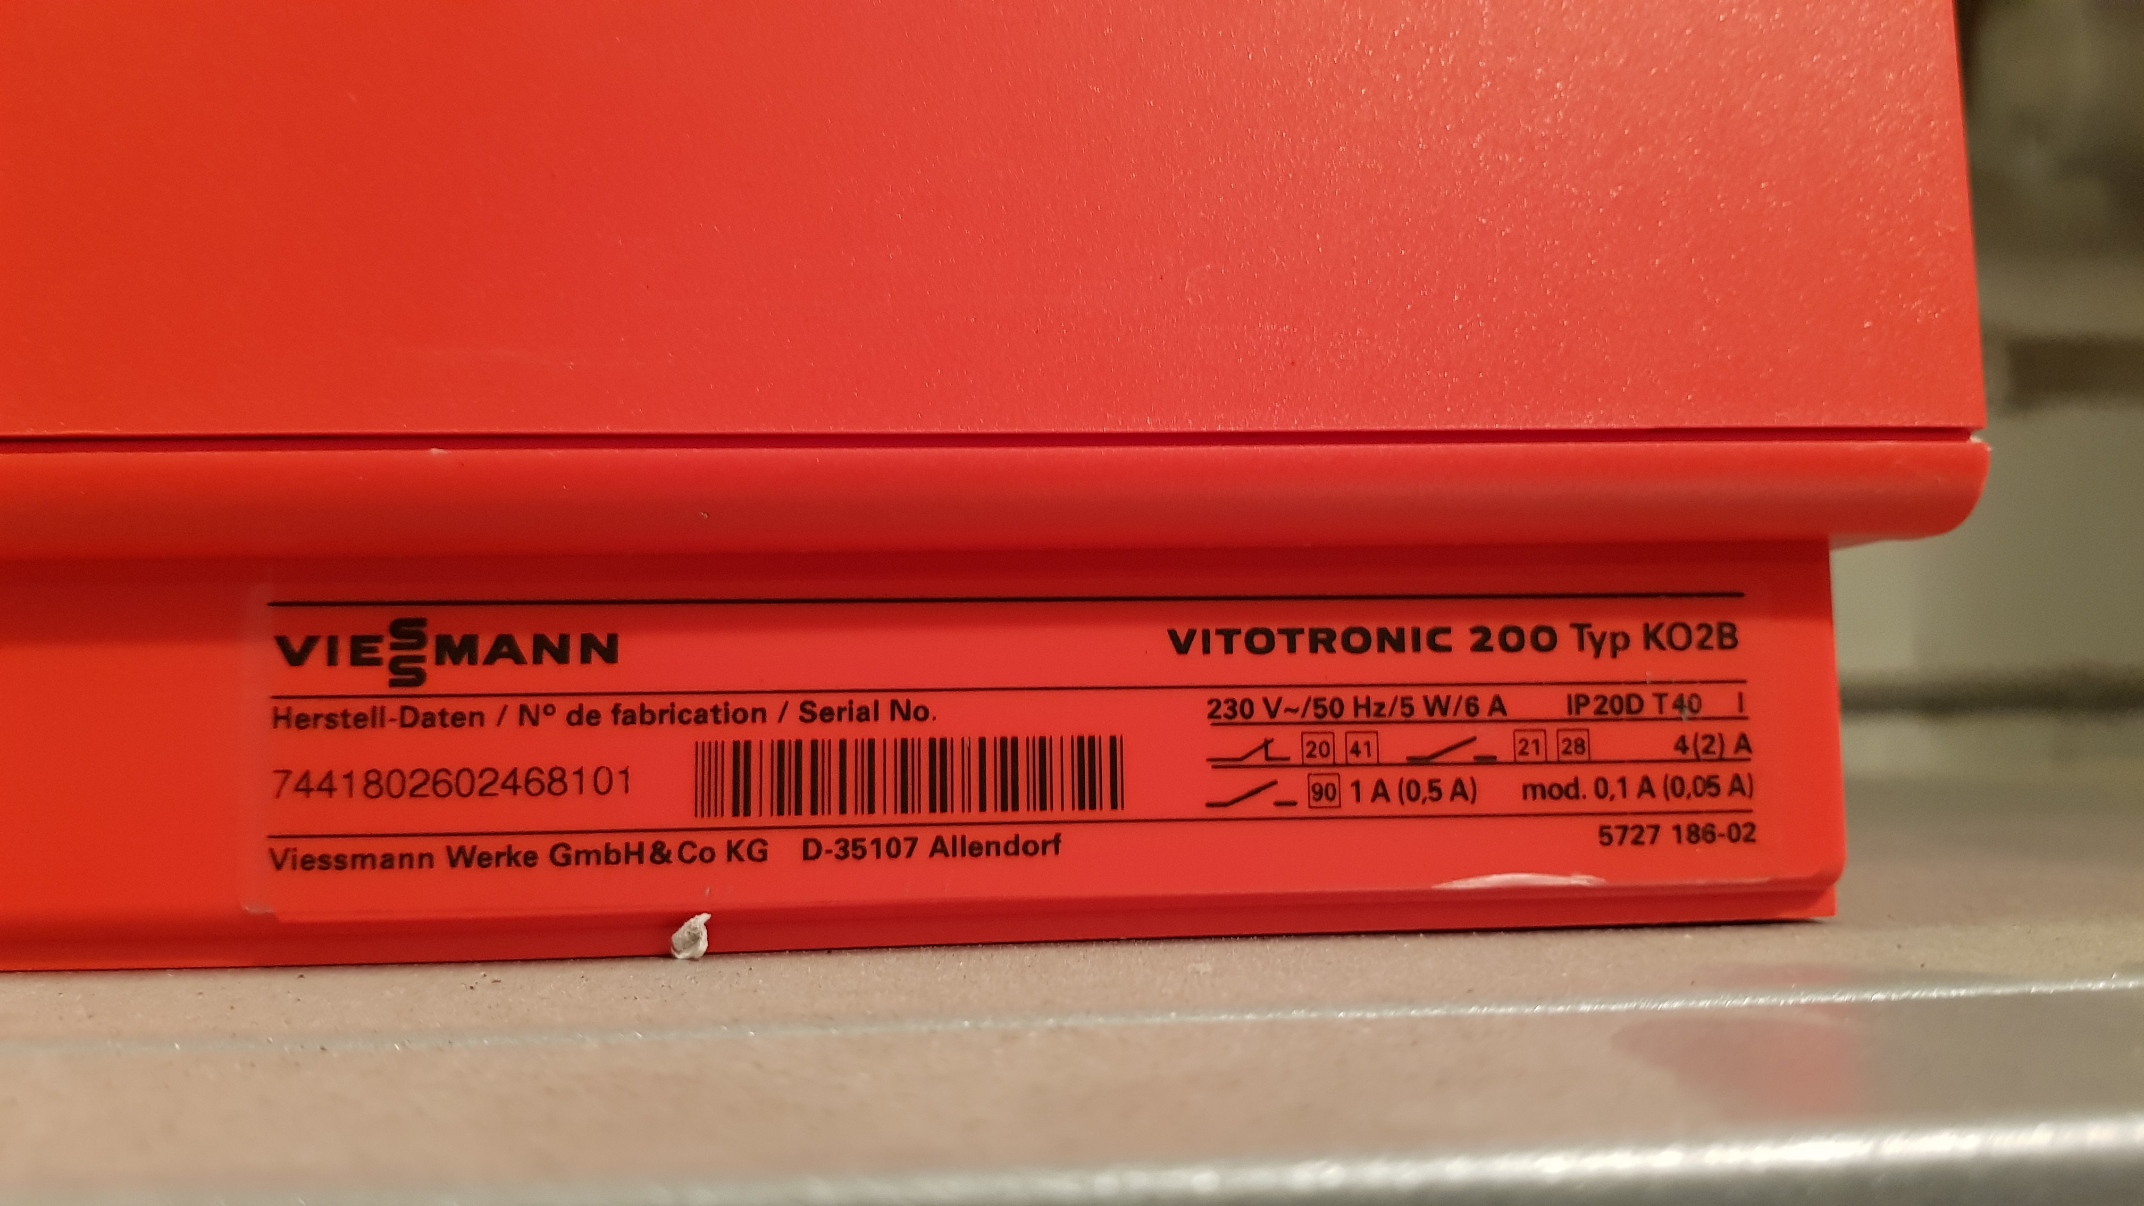 VIESSMANN
VITOTRONIC 200 Typ KO2B
Herstell-Daten / Nº de fabrication / Serial No.
7441802602468101
230 V~/50 Hz/5 W/6 A IP20D T40 I
20 41 21 28 4(2) A
90 1 A (0,5 A) mod. 0,1 A (0,05 A)
5727 186-02
Viessmann Werke GmbH&Co KG D-35107 Allendorf